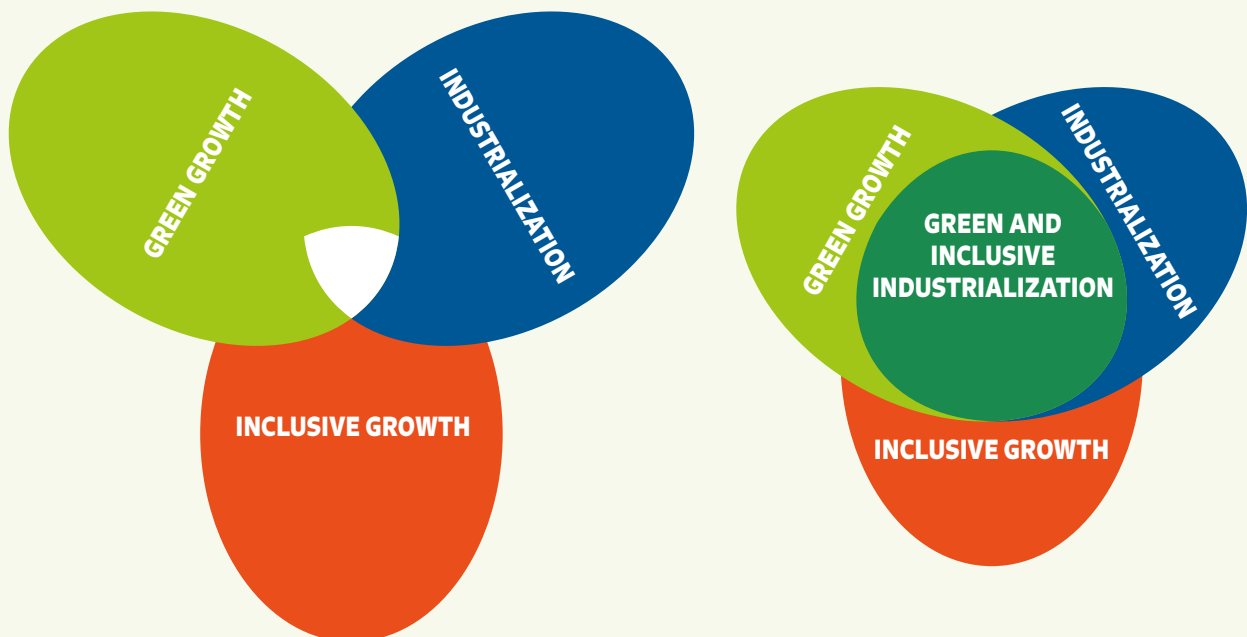 GREEN GROWTH
INDUSTRIALIZATION
INCLUSIVE GROWTH
GREEN GROWTH
GREEN AND
INCLUSIVE
INDUSTRIALIZATION
INDUSTRIALIZATION
INCLUSIVE GROWTH